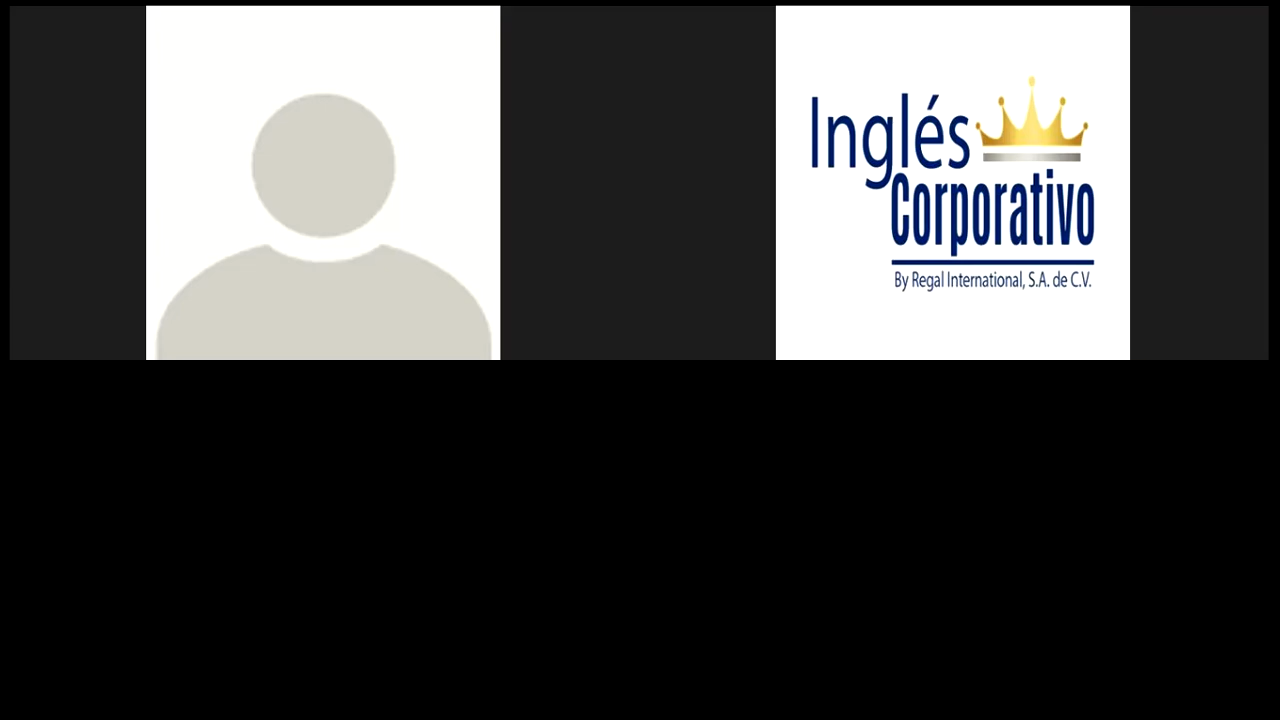 Inglés
Corporativo
By Regal International, S.A. de C.V.